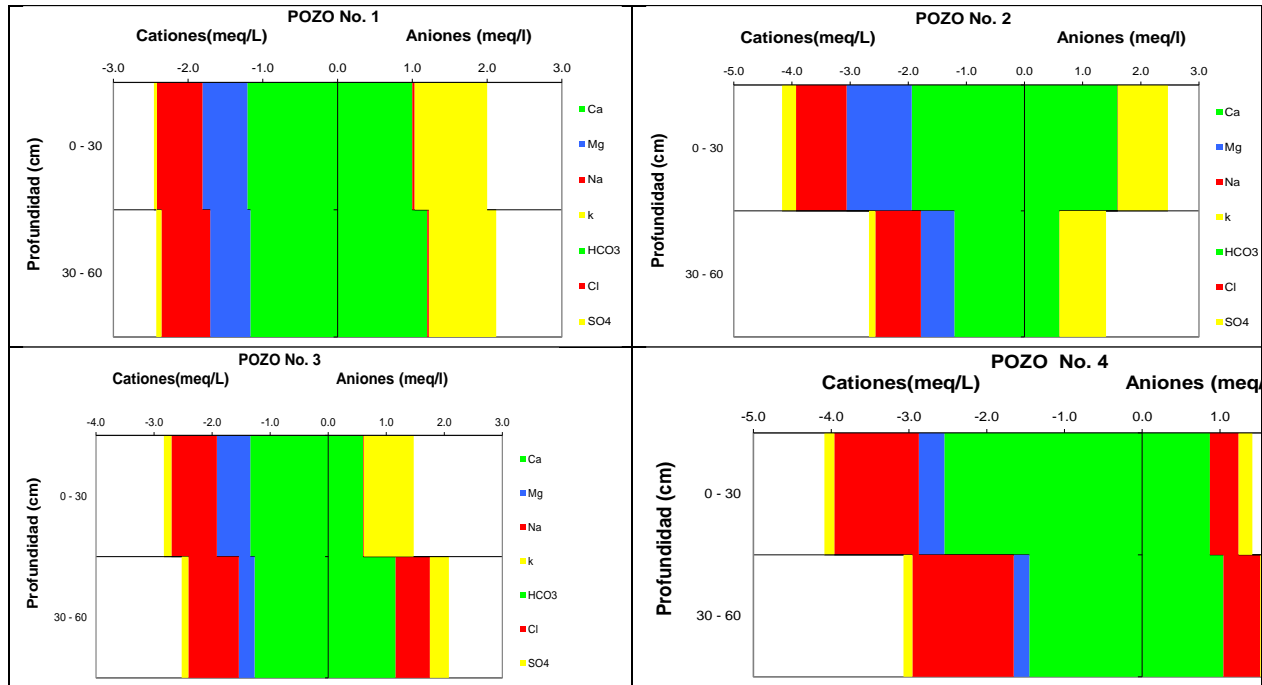 POZO No. 1
Cationes(meq/L) Aniones (meq/l)
-3.0 -2.0 -1.0 0.0 1.0 2.0 3.0
Profundidad (cm)
0 - 30
30 - 60
Ca
Mg
Na
k
HCO3
Cl
SO4
POZO No. 2
Cationes(meq/L) Aniones (meq/l)
-5.0 -4.0 -3.0 -2.0 -1.0 0.0 1.0 2.0 3.0
Profundidad (cm)
0 - 30
30 - 60
Ca
Mg
Na
k
HCO3
Cl
SO4
POZO No. 3
Cationes(meq/L) Aniones (meq/l)
-4.0 -3.0 -2.0 -1.0 0.0 1.0 2.0 3.0
Profundidad (cm)
0 - 30
30 - 60
Ca
Mg
Na
k
HCO3
Cl
SO4
POZO No. 4
Cationes(meq/L) Aniones (meq/
-5.0 -4.0 -3.0 -2.0 -1.0 0.0 1.0
Profundidad (cm)
0 - 30
30 - 60